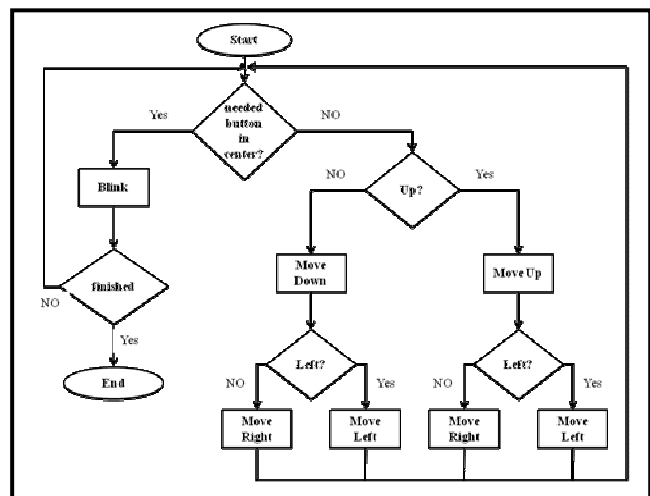 Start
needed
button
in
center?
Yes
NO
Blink
Up?
NO
Yes
Move
Down
Move Up
finished
NO
Yes
End
Left?
NO
Yes
Left?
NO
Yes
Move
Right
Move
Left
Move
Right
Move
Left